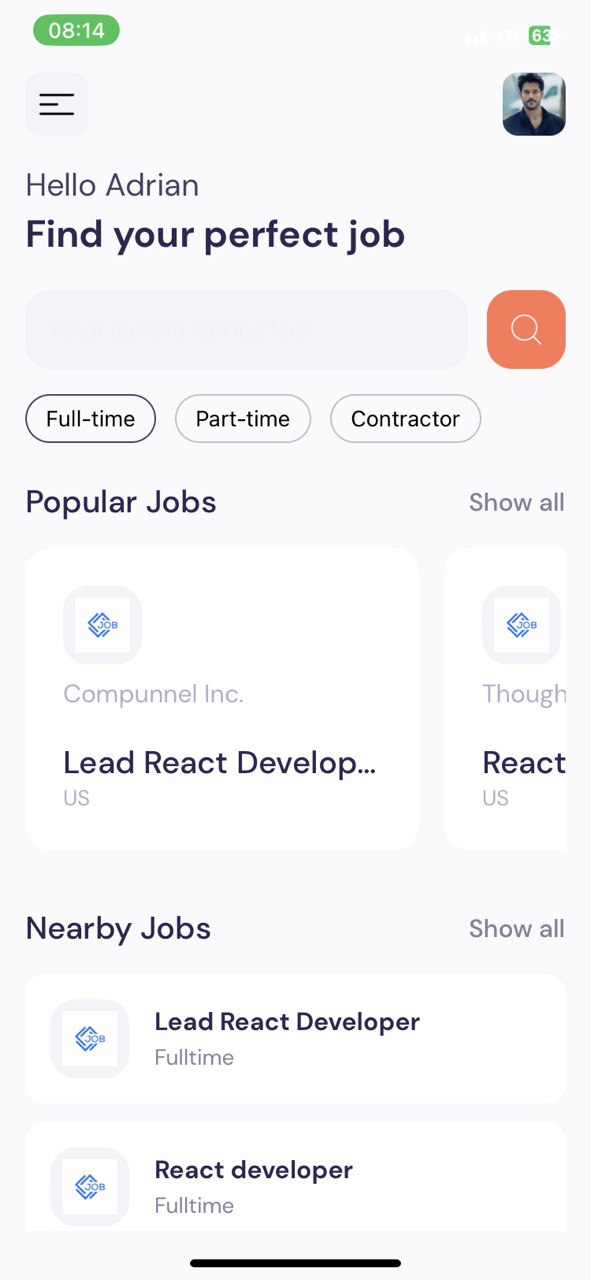 08:14
LTE 63
Hello Adrian
Find your perfect job
What are you looking for?
Full-time Part-time Contractor
Popular Jobs Show all
JOB JOB
Compunnel Inc. Though
Lead React Develop... React
US US
Nearby Jobs Show all
JOB
Lead React Developer
Fulltime
JOB
React developer
Fulltime